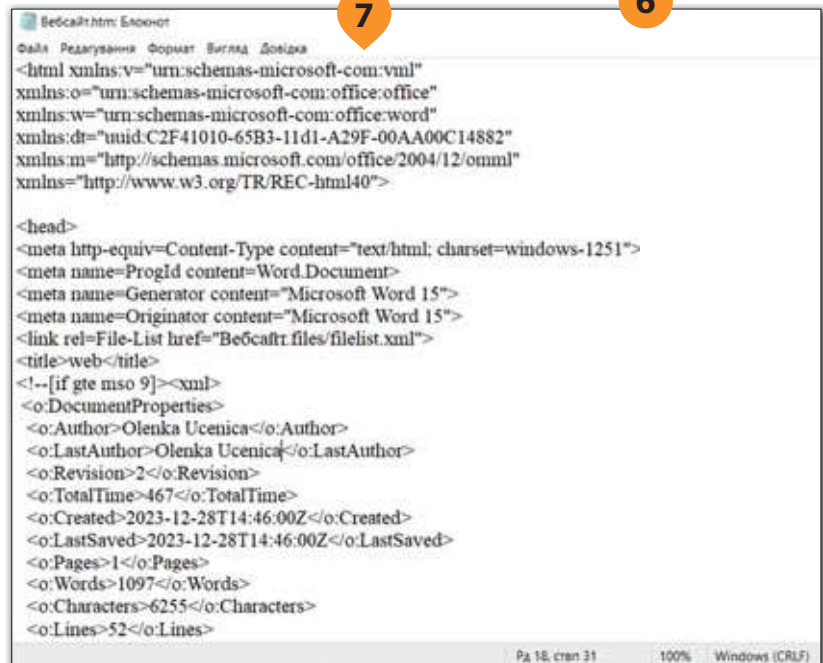 7
6
Вебсайт.htm: Блокнот
Файл Редагування Формат Вигляд Довідка
<html xmlns:v="urn:schemas-microsoft-com:vml"
xmlns:o="urn:schemas-microsoft-com:office:office"
xmlns:w="urn:schemas-microsoft-com:office:word"
xmlns:dt="uuid:C2F41010-65B3-11d1-A29F-00AA00C14882"
xmlns:m="http://schemas.microsoft.com/office/2004/12/omml"
xmlns="http://www.w3.org/TR/REC-html40">
<head>
<meta http-equiv=Content-Type content="text/html; charset=windows-1251">
<meta name=ProgId content=Word.Document>
<meta name=Generator content="Microsoft Word 15">
<meta name=Originator content="Microsoft Word 15">
<link rel=File-List href="Вебсайт.files/filelist.xml">
<title>web</title>
<!--[if gte mso 9]><xml>
<o:DocumentProperties>
<o:Author>Olenka Ucenica</o:Author>
<o:LastAuthor>Olenka Ucenica</o:LastAuthor>
<o:Revision>2</o:Revision>
<o:TotalTime>467</o:TotalTime>
<o:Created>2023-12-28T14:46:00Z</o:Created>
<o:LastSaved>2023-12-28T14:46:00Z</o:LastSaved>
<o:Pages>1</o:Pages>
<o:Words>1097</o:Words>
<o:Characters>6255</o:Characters>
<o:Lines>52</o:Lines>
Рд 18, ствп 31 100% Windows (CRLF)